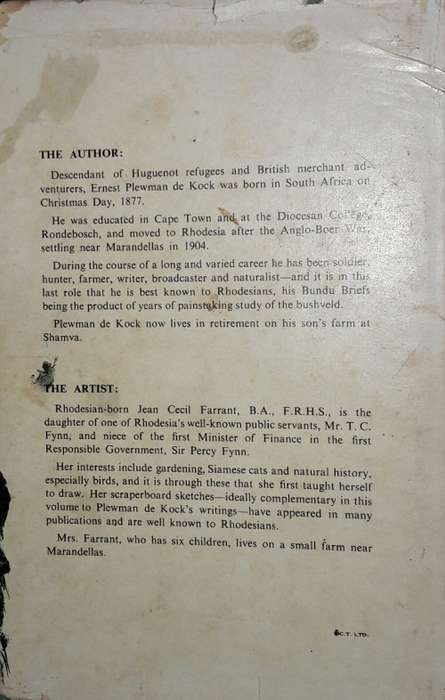 THE AUTHOR:
Descendant of Huguenot refugees and British merchant ad-
venturers, Ernest Plewman de Kock was born in South Africa on
Christmas Day, 1877.
He was educated in Cape Town and at the Diocesan College,
Rondebosch, and moved to Rhodesia after the Anglo-Boer War,
settling near Marandellas in 1904.
During the course of a long and varied career he has been soldier,
hunter, farmer, writer, broadcaster and naturalist—and it is in this
last role that he is best known to Rhodesians, his Bundu Briefs
being the product of years of painstaking study of the bushveld.
Plewman de Kock now lives in retirement on his son's farm at
Shamva.
THE ARTIST:
Rhodesian-born Jean Cecil Farrant, B.A., F.R.H.S., is the
daughter of one of Rhodesia's well-known public servants, Mr. T. C.
Fynn, and niece of the first Minister of Finance in the first
Responsible Government, Sir Percy Fynn.
Her interests include gardening, Siamese cats and natural history,
especially birds, and it is through these that she first taught herself
to draw. Her scraperboard sketches—ideally complementary in this
volume to Plewman de Kock's writings—have appeared in many
publications and are well known to Rhodesians.
Mrs. Farrant, who has six children, lives on a small farm near
Marandellas.
C.T. LTD.